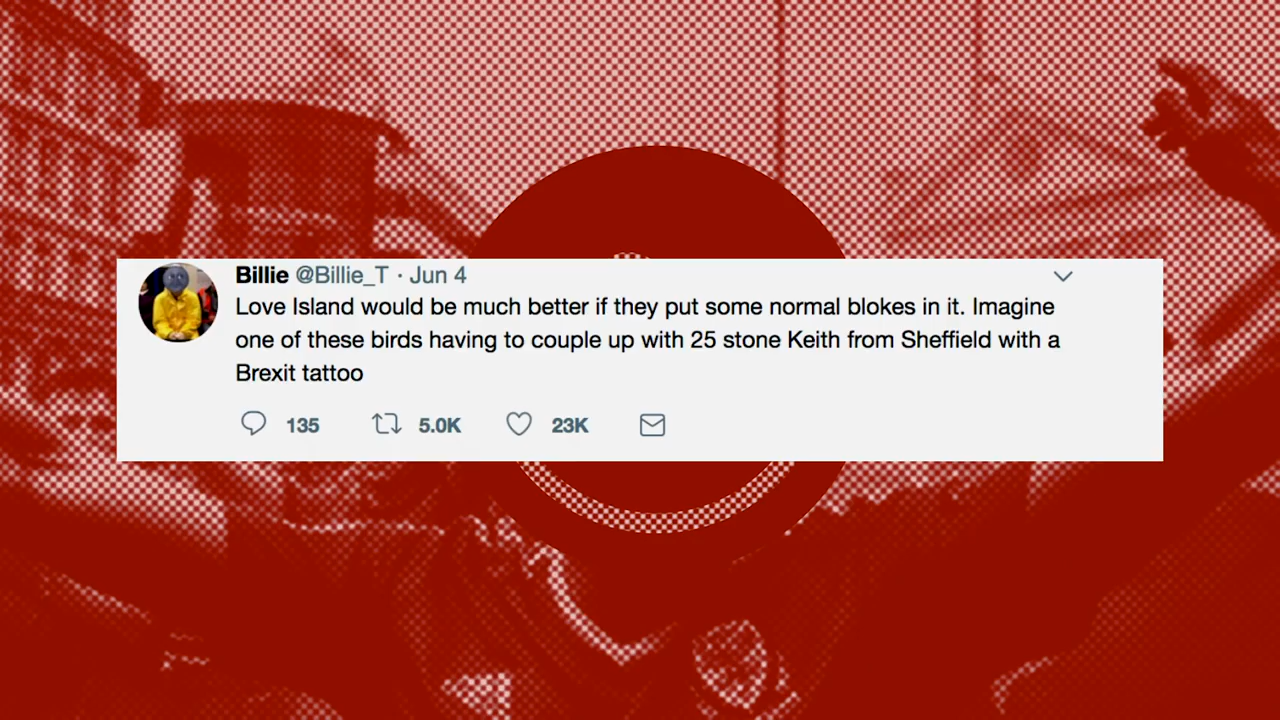 Billie @Billie_T · Jun 4
Love Island would be much better if they put some normal blokes in it. Imagine
one of these birds having to couple up with 25 stone Keith from Sheffield with a
Brexit tattoo
135 5.0K 23K